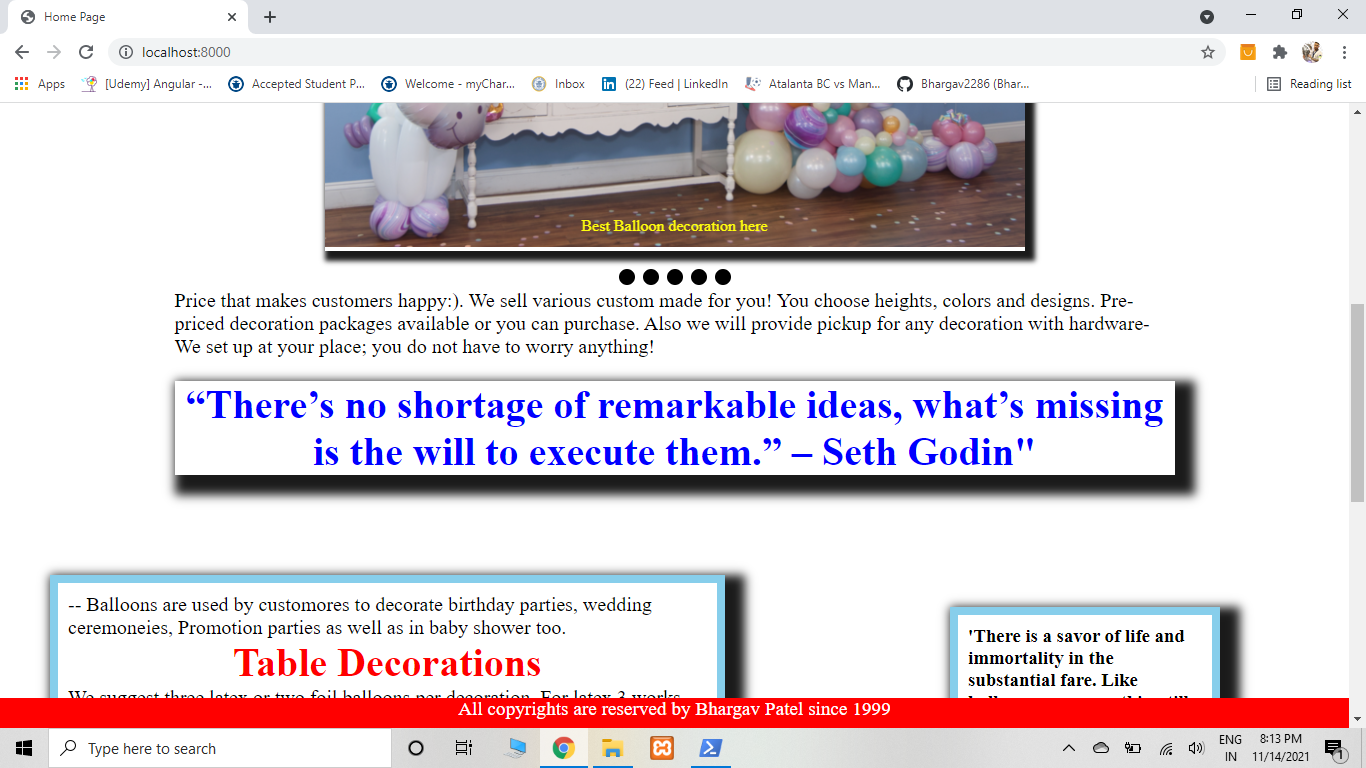 Home Page
localhost:8000
Apps
[Udemy] Angular -...
Accepted Student P...
Welcome - myChar...
Inbox
(22) Feed | LinkedIn
Atalanta BC vs Man...
Bhargav2286 (Bhar...
Reading list
Best Balloon decoration here
Price that makes customers happy:). We sell various custom made for you! You choose heights, colors and designs. Pre-
priced decoration packages available or you can purchase. Also we will provide pickup for any decoration with hardware-
We set up at your place; you do not have to worry anything!
“There’s no shortage of remarkable ideas, what’s missing
is the will to execute them.” – Seth Godin"
-- Balloons are used by customores to decorate birthday parties, wedding
ceremoneies, Promotion parties as well as in baby shower too.
Table Decorations
We suggest three latex or two foil balloons per decoration. For latex 3 works
'There is a savor of life and
immortality in the
substantial fare. Like
All copyrights are reserved by Bhargav Patel since 1999
Type here to search
ENG
IN
8:13 PM
11/14/2021
1